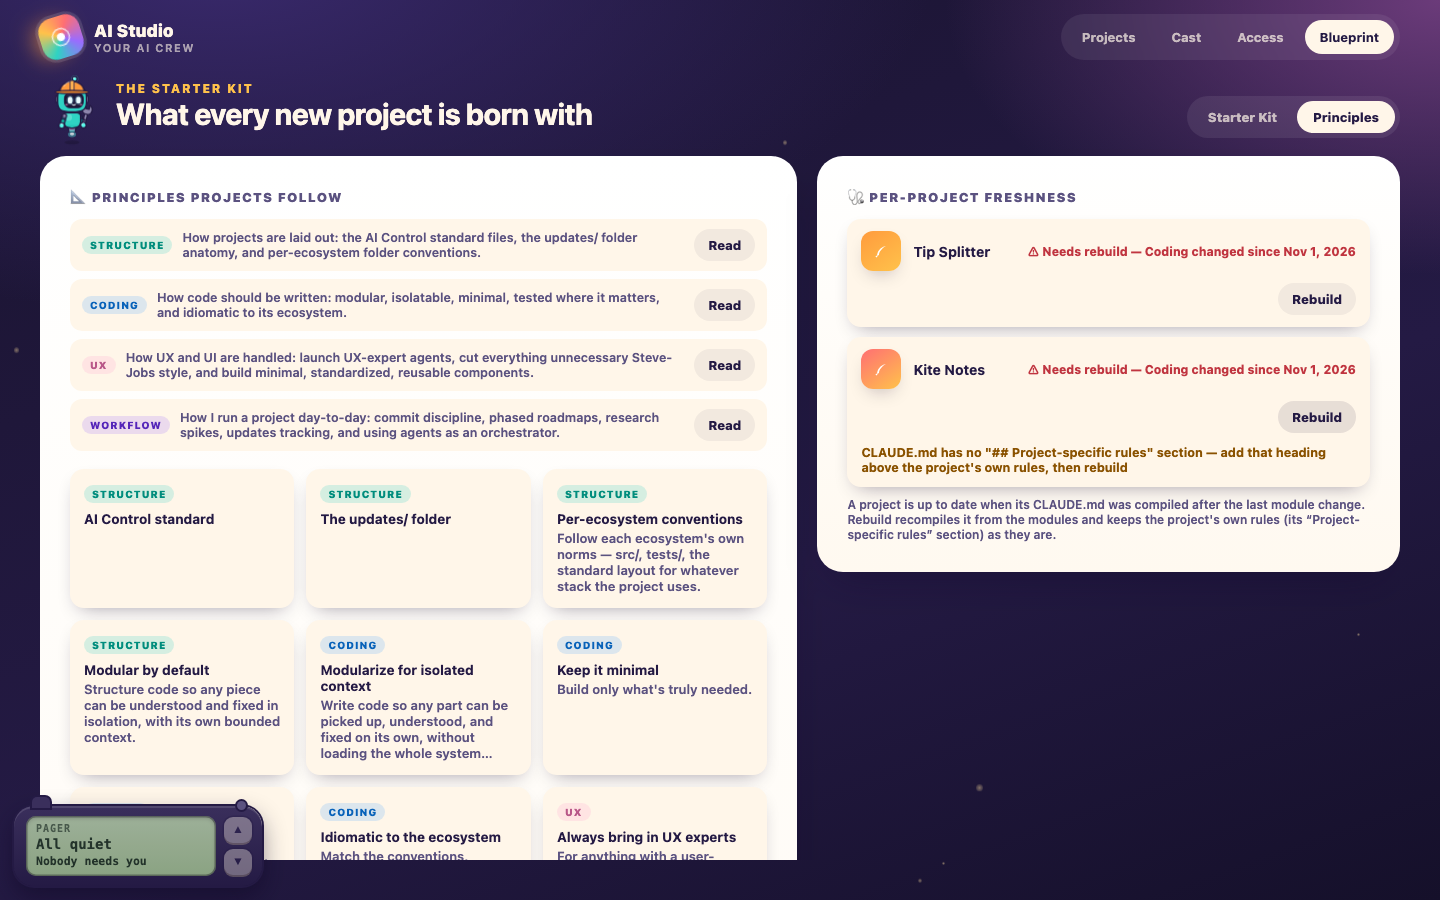 AI Studio
YOUR AI CREW
Projects
Cast
Access
Blueprint
THE STARTER KIT
What every new project is born with
Starter Kit
Principles
PRINCIPLES PROJECTS FOLLOW
STRUCTURE
How projects are laid out: the AI Control standard files, the updates/ folder
anatomy, and per-ecosystem folder conventions.
Read
CODING
How code should be written: modular, isolatable, minimal, tested where it matters,
and idiomatic to its ecosystem.
Read
UX
How UX and UI are handled: launch UX-expert agents, cut everything unnecessary Steve-
Jobs style, and build minimal, standardized, reusable components.
Read
WORKFLOW
How I run a project day-to-day: commit discipline, phased roadmaps, research
spikes, updates tracking, and using agents as an orchestrator.
Read
STRUCTURE
AI Control standard
STRUCTURE
The updates/ folder
STRUCTURE
Per-ecosystem conventions
Follow each ecosystem's own
norms — src/, tests/, the
standard layout for whatever
stack the project uses.
STRUCTURE
Modular by default
Structure code so any piece
can be understood and fixed in
isolation, with its own bounded
context.
CODING
Modularize for isolated
context
Write code so any part can be
picked up, understood, and
fixed on its own, without
loading the whole system...
CODING
Keep it minimal
Build only what's truly needed.
CODING
Idiomatic to the ecosystem
Match the conventions,
UX
Always bring in UX experts
For anything with a user-
PER-PROJECT FRESHNESS
Tip Splitter
⚠ Needs rebuild — Coding changed since Nov 1, 2026
Rebuild
Kite Notes
⚠ Needs rebuild — Coding changed since Nov 1, 2026
Rebuild
CLAUDE.md has no "## Project-specific rules" section — add that heading
above the project's own rules, then rebuild
A project is up to date when its CLAUDE.md was compiled after the last module change.
Rebuild recompiles it from the modules and keeps the project's own rules (its “Project-
specific rules” section) as they are.
PAGER
All quiet
Nobody needs you